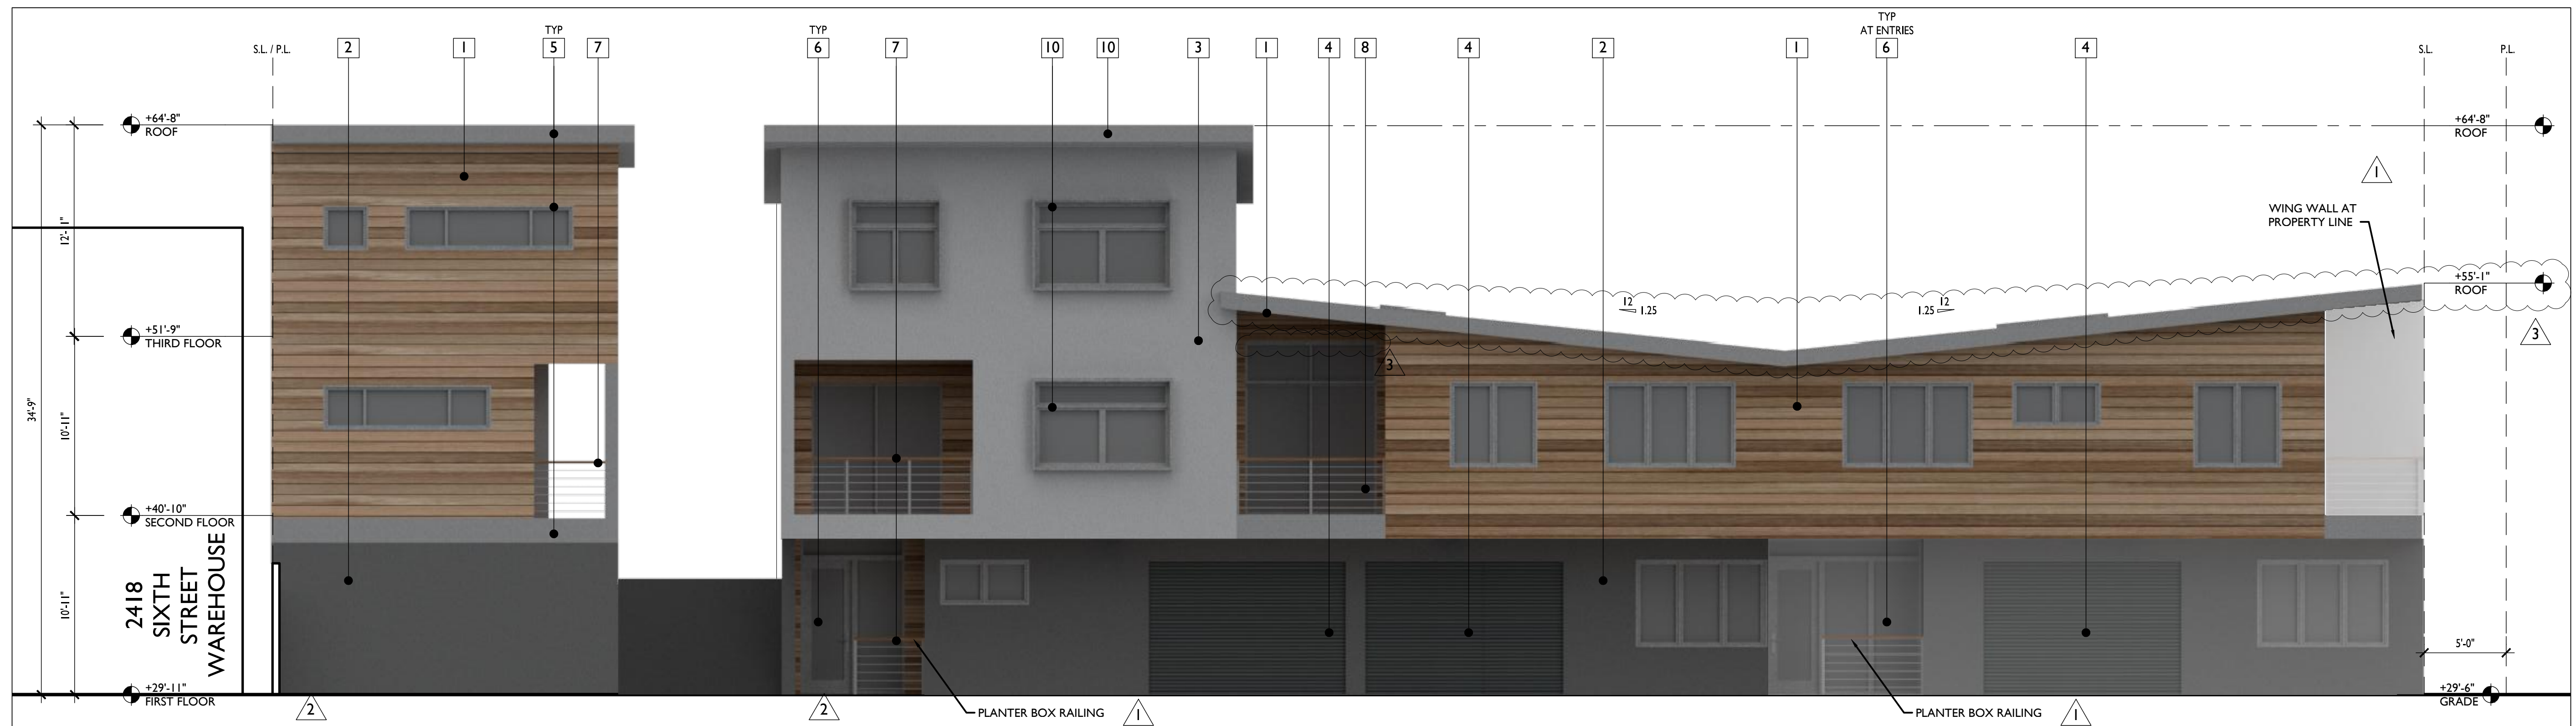 TYP
TYP
TYP
AT ENTRIES
S.L. / P.L.
2
1
5
7
6
7
10
10
3
1
4
8
4
2
1
6
4
S.L.
P.L.
+64'-8"
ROOF
+64'-8"
ROOF
1
WING WALL AT
PROPERTY LINE
12'-1"
+55'-1"
ROOF
12
1.25
12
1.25
+51'-9"
THIRD FLOOR
3
3
34'-9"
10'-11"
+40'-10"
SECOND FLOOR
2418
SIXTH
STREET
WAREHOUSE
10'-11"
5'-0"
+29'-11"
FIRST FLOOR
+29'-6"
GRADE
2
2
PLANTER BOX RAILING
1
PLANTER BOX RAILING
1